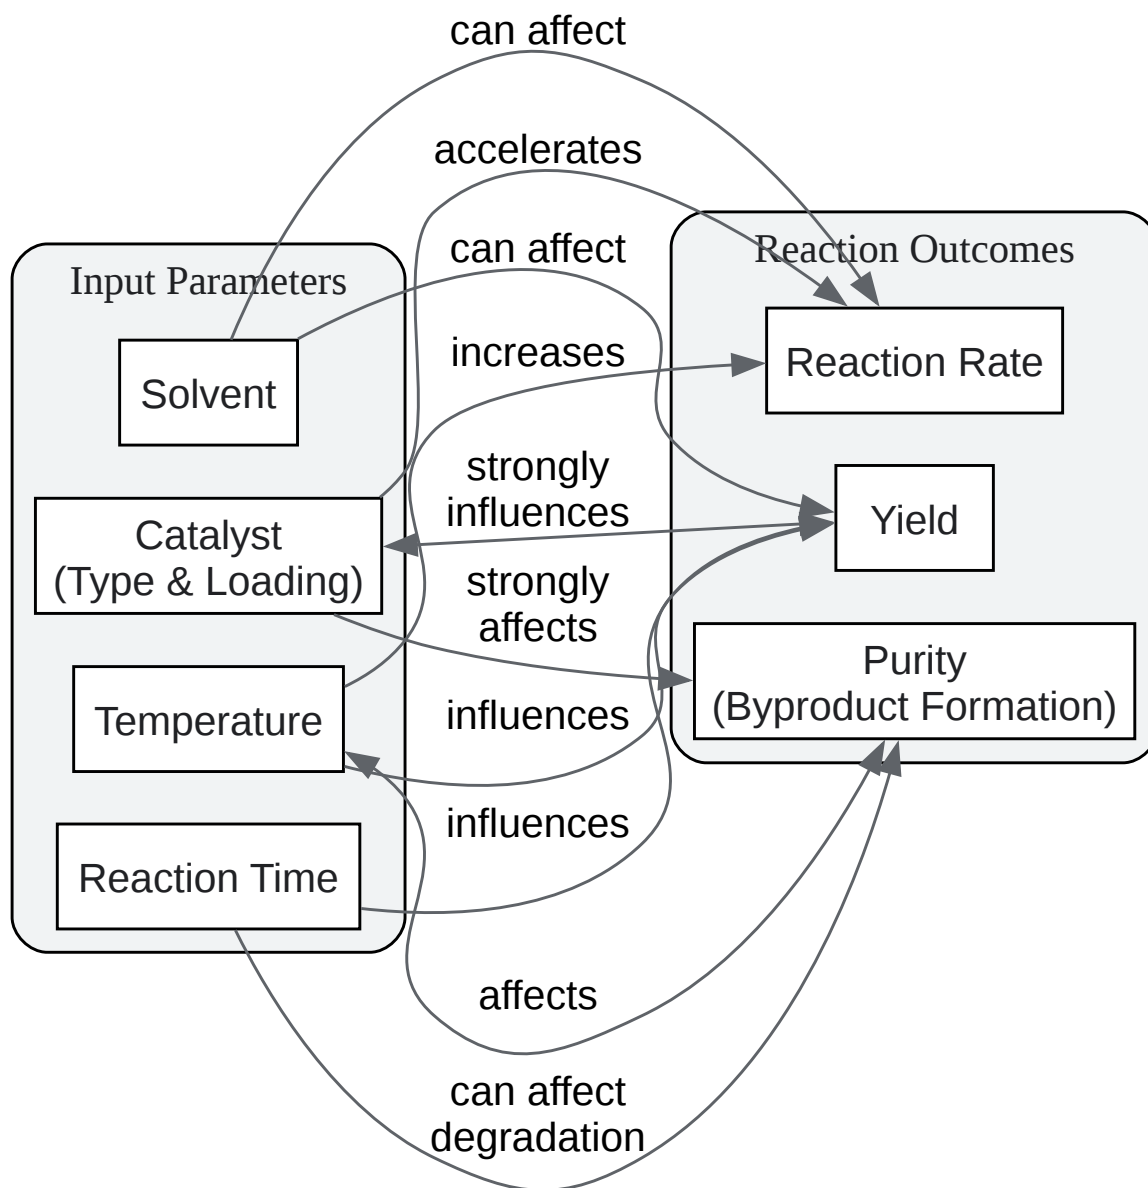 can affect
accelerates
can affect
Reaction Outcomes
Input Parameters
increases
Reaction Rate
Solvent
strongly
influences
Yield
Catalyst
(Type & Loading)
strongly
affects
Purity
(Byproduct Formation)
Temperature
influences
influences
Reaction Time
affects
can affect
degradation